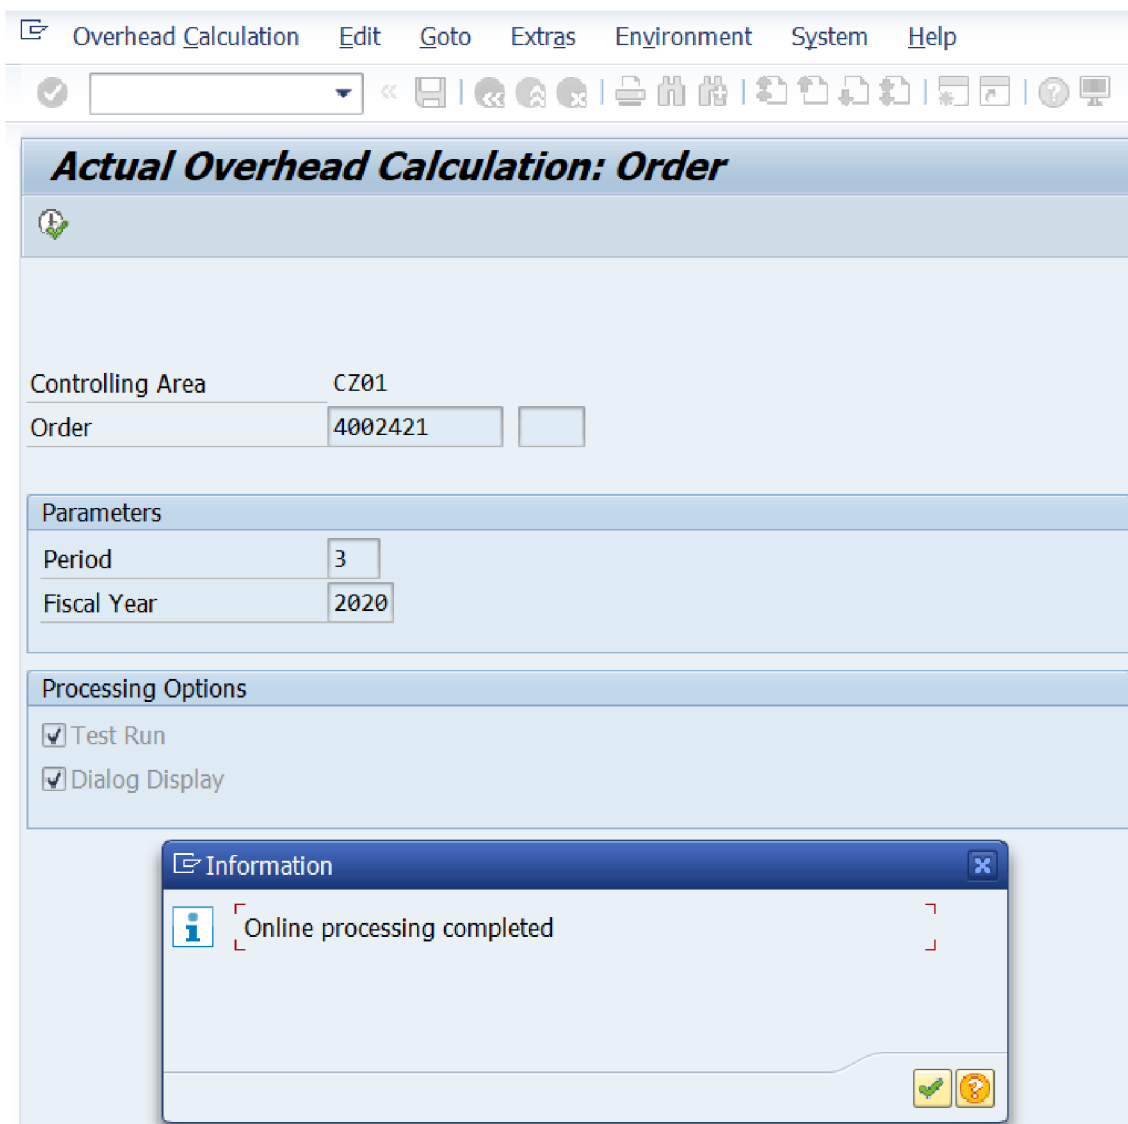 Overhead Calculation Edit Goto Extras Environment System Help
Actual Overhead Calculation: Order
Controlling Area CZ01
Order 4002421
Parameters
Period 3
Fiscal Year 2020
Processing Options
Test Run
Dialog Display
Information
Online processing completed